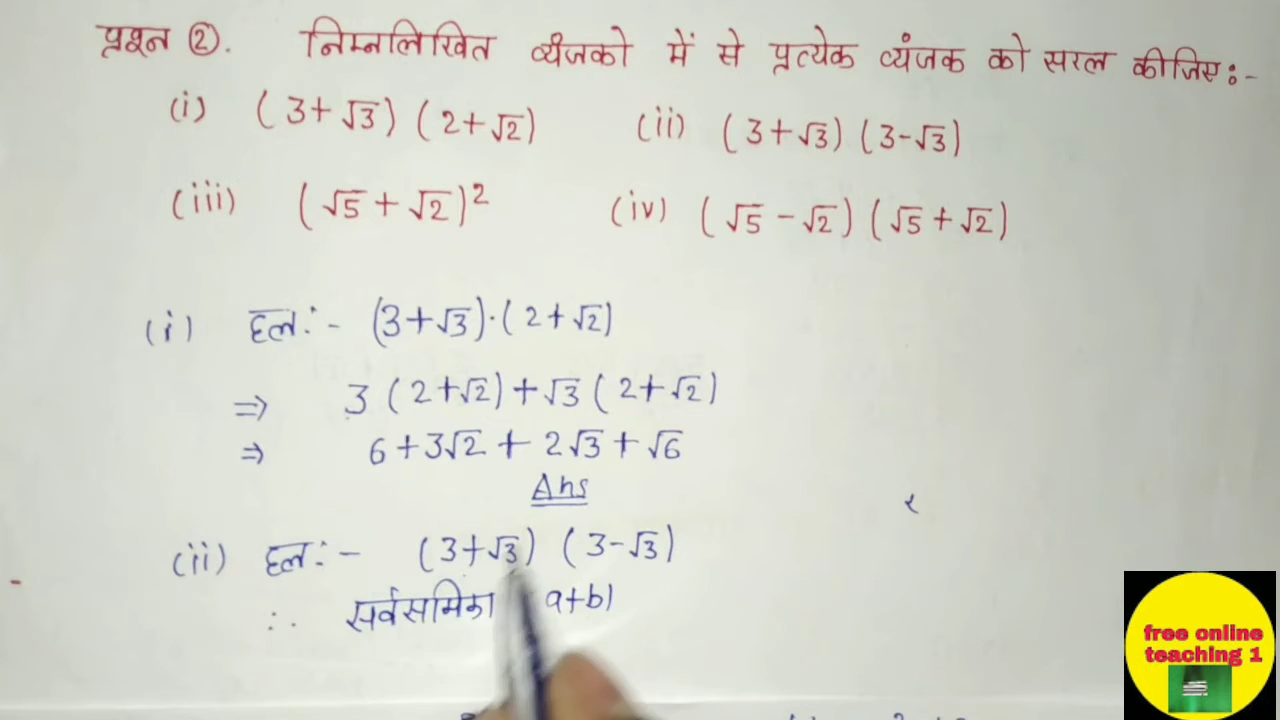 प्रश्न ②. निम्नलिखित व्यंजको में से प्रत्येक व्यंजक को सरल कीजिए:-
(i) (3+√3) (2+√2) (ii) (3+√3) (3-√3)
(iii) (√5+√2)² (iv) (√5-√2) (√5+√2)
(i) हल:- (3+√3)·(2+√2)
⇒ 3 (2+√2)+√3 (2+√2)
⇒ 6+3√2+2√3+√6
Ans
(ii) हल:- (3+√3) (3-√3)
∴ सर्वसामिका a+b)
free online
teaching 1